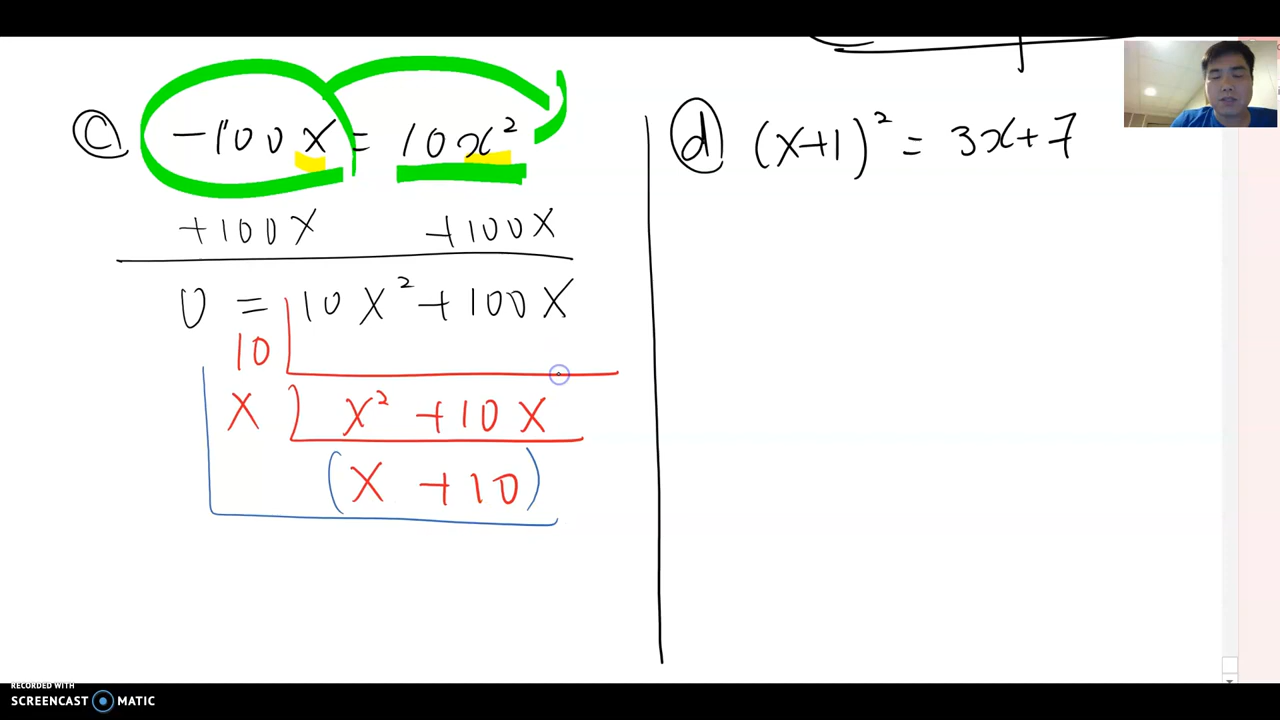 ⓒ -100x = 10x²
+100x +100x
0 = 10x² + 100x
10
x x² + 10x
(x + 10)
ⓓ (x+1)² = 3x+7
RECORDED WITH
SCREENCAST MATIC